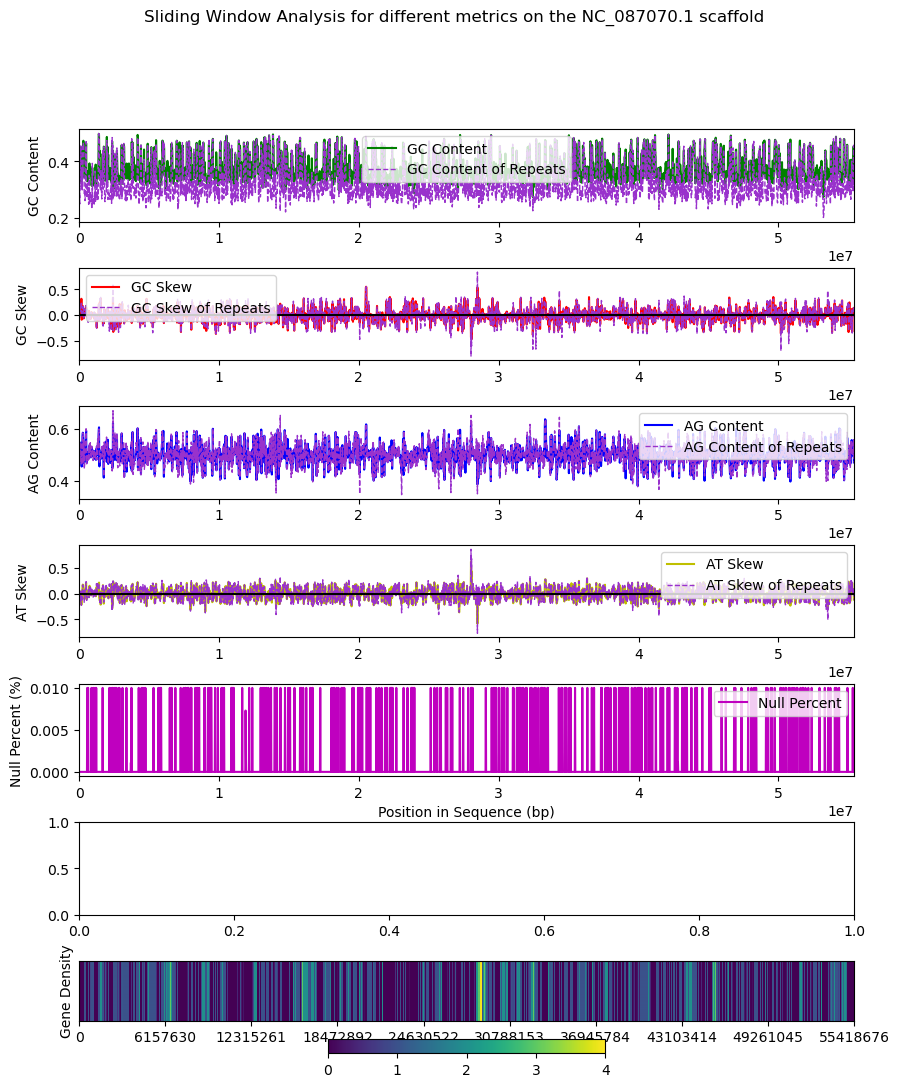 Sliding Window Analysis for different metrics on the NC_087070.1 scaffold
GC Content
0.4
0.2
GC Content
GC Content of Repeats
0 1 2 3 4 5
1e7
GC Skew
0.5
0.0
−0.5
GC Skew
GC Skew of Repeats
0 1 2 3 4 5
1e7
AG Content
0.6
0.4
AG Content
AG Content of Repeats
0 1 2 3 4 5
1e7
AT Skew
0.5
0.0
−0.5
AT Skew
AT Skew of Repeats
0 1 2 3 4 5
1e7
Null Percent (%)
0.010
0.005
0.000
Null Percent
0 1 2 3 4 5
1e7
Position in Sequence (bp)
1.0
0.5
0.0
0.0 0.2 0.4 0.6 0.8 1.0
Gene Density
0 6157630 12315261 18472892 24630522 30788153 36945784 43103414 49261045 55418676
0 1 2 3 4